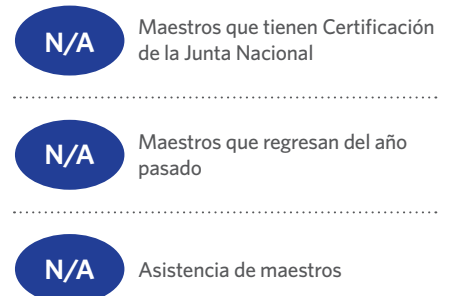 N/A
Maestros que tienen Certificación
de la Junta Nacional
N/A
Maestros que regresan del año
pasado
N/A
Asistencia de maestros